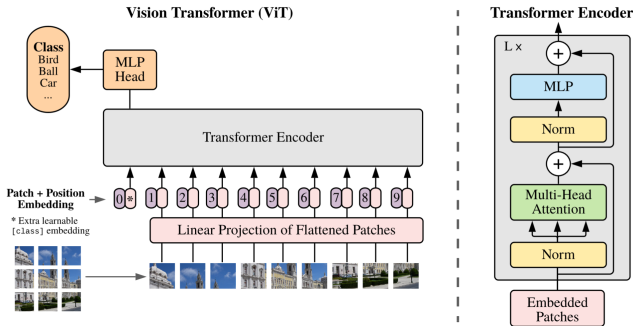 Vision Transformer (ViT)
Class
Bird
Ball
Car
...
MLP
Head
Transformer Encoder
Patch + Position
Embedding
0 * 1 2 3 4 5 6 7 8 9
* Extra learnable
[class] embedding
Linear Projection of Flattened Patches
Transformer Encoder
L ×
+
MLP
Norm
+
Multi-Head
Attention
Norm
Embedded
Patches